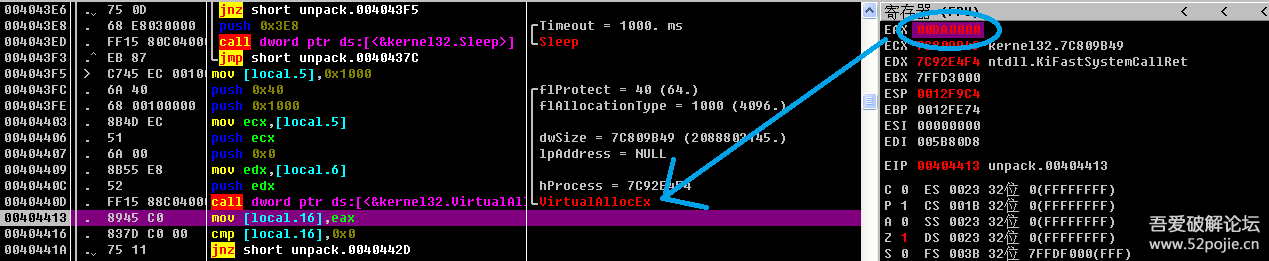 004043E6 . 75 0D jnz short unpack.004043F5
004043E8 . 68 E8030000 push 0x3E8 Timeout = 1000. ms
004043ED . FF15 80C04000 call dword ptr ds:[<&kernel32.Sleep>] Sleep
004043F3 .^ EB 87 jmp short unpack.0040437C
004043F5 > C745 EC 00100 mov [local.5],0x1000
004043FC . 6A 40 push 0x40 flProtect = 40 (64.)
004043FE . 68 00100000 push 0x1000 flAllocationType = 1000 (4096.)
00404403 . 8B4D EC mov ecx,[local.5]
00404406 . 51 push ecx dwSize = 7C809B49 (2088803145.)
00404407 . 6A 00 push 0x0 lpAddress = NULL
00404409 . 8B55 E8 mov edx,[local.6]
0040440C . 52 push edx hProcess = 7C92E4F4
0040440D . FF15 88C04000 call dword ptr ds:[<&kernel32.VirtualAl VirtualAllocEx
00404413 . 8945 C0 mov [local.16],eax
00404416 . 837D C0 00 cmp [local.16],0x0
0040441A .ˇ 75 11 jnz short unpack.0040442D
寄存器 (FPU) < < <
EAX 00DA0000
ECX 7C809B49 kernel32.7C809B49
EDX 7C92E4F4 ntdll.KiFastSystemCallRet
EBX 7FFD3000
ESP 0012F9C4
EBP 0012FE74
ESI 00000000
EDI 005B80D8
EIP 00404413 unpack.00404413
C 0 ES 0023 32位 0(FFFFFFFF)
P 1 CS 001B 32位 0(FFFFFFFF)
A 0 SS 0023 32位 0(FFFFFFFF)
Z 1 DS 0023 32位 0(FFFFFFFF)
S 0 FS 003B 32位 7FFDF000(FFF)
吾爱破解论坛
www.52pojie.cn